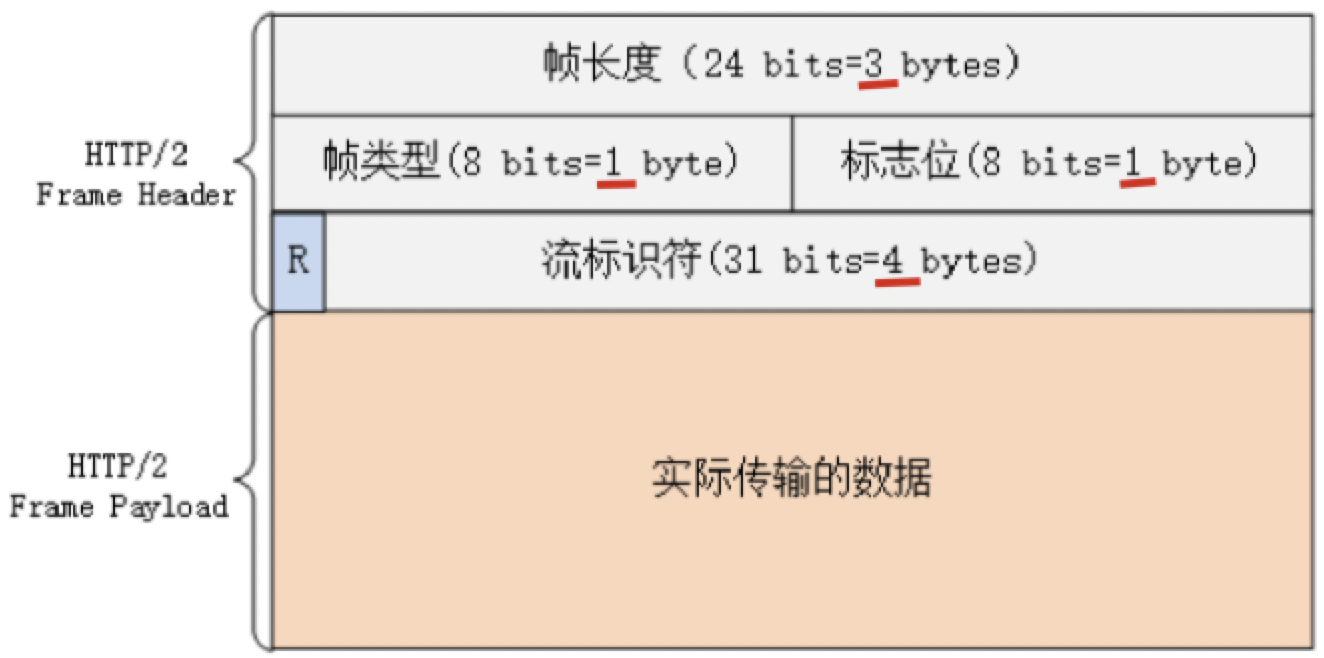 帧长度（24 bits=3 bytes）
HTTP/2
Frame Header
帧类型(8 bits=1 byte)
标志位(8 bits=1 byte)
R
流标识符(31 bits=4 bytes)
HTTP/2
Frame Payload
实际传输的数据